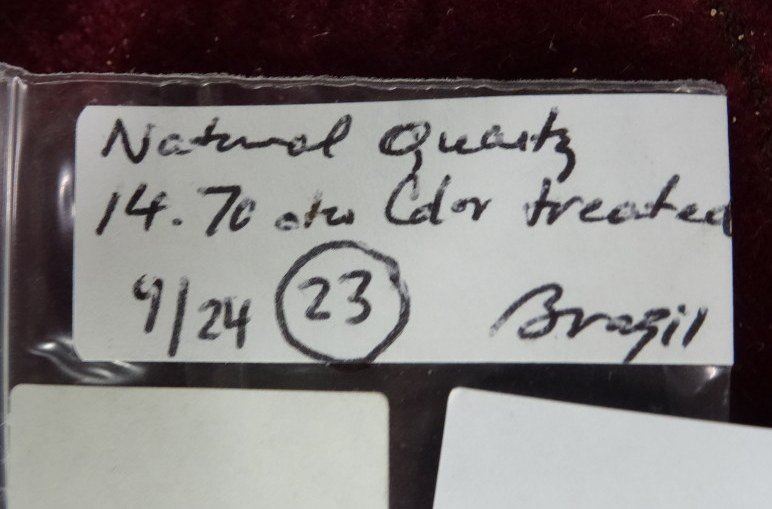 Natural Quartz
14.70 cts Color treated
9/24 23 Brazil